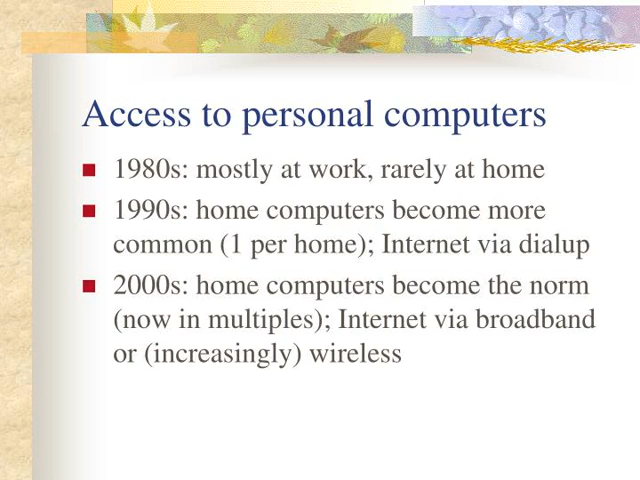 Access to personal computers
1980s: mostly at work, rarely at home
1990s: home computers become more
common (1 per home); Internet via dialup
2000s: home computers become the norm
(now in multiples); Internet via broadband
or (increasingly) wireless